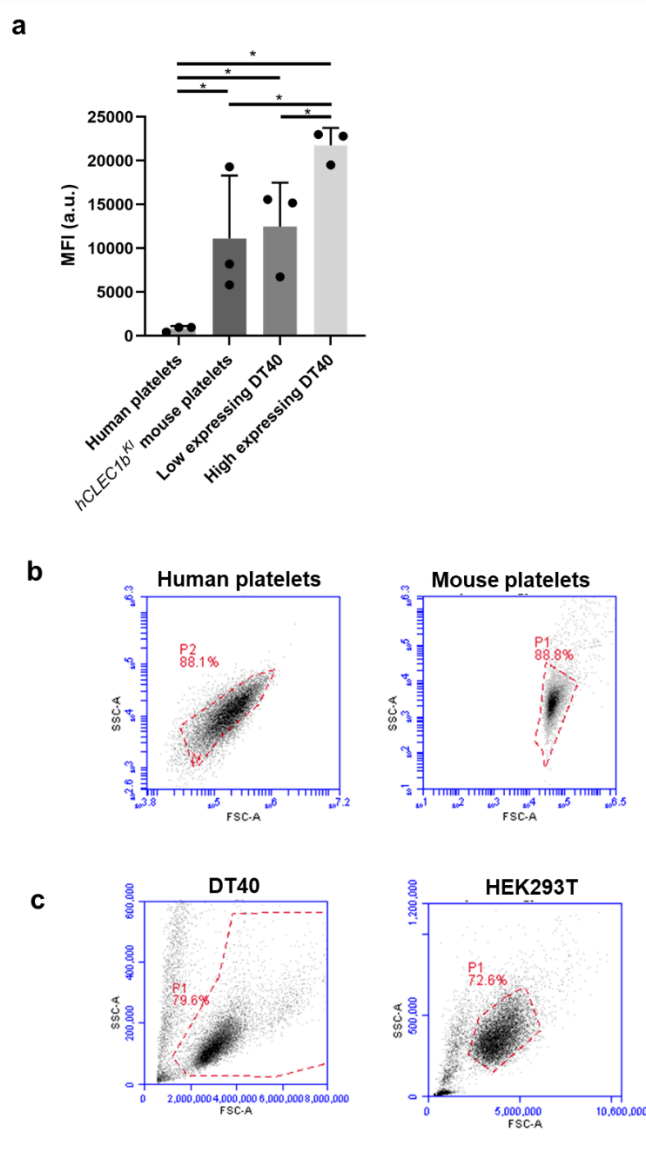 a
*
*
*
*
*
25000
20000
15000
10000
5000
0
MFI (a.u.)
Human platelets
hCLEC1bKI mouse platelets
Low expressing DT40
High expressing DT40
b
Human platelets
Mouse platelets
P2
88.1%
SSC-A
FSC-A
P1
88.8%
SSC-A
FSC-A
c
DT40
HEK293T
600,000
400,000
200,000
0
P1
79.6%
SSC-A
0 2,000,000 4,000,000 6,000,000 8,000,000
FSC-A
1,200,000
500,000
0
P1
72.6%
SSC-A
0 5,000,000 10,600,000
FSC-A